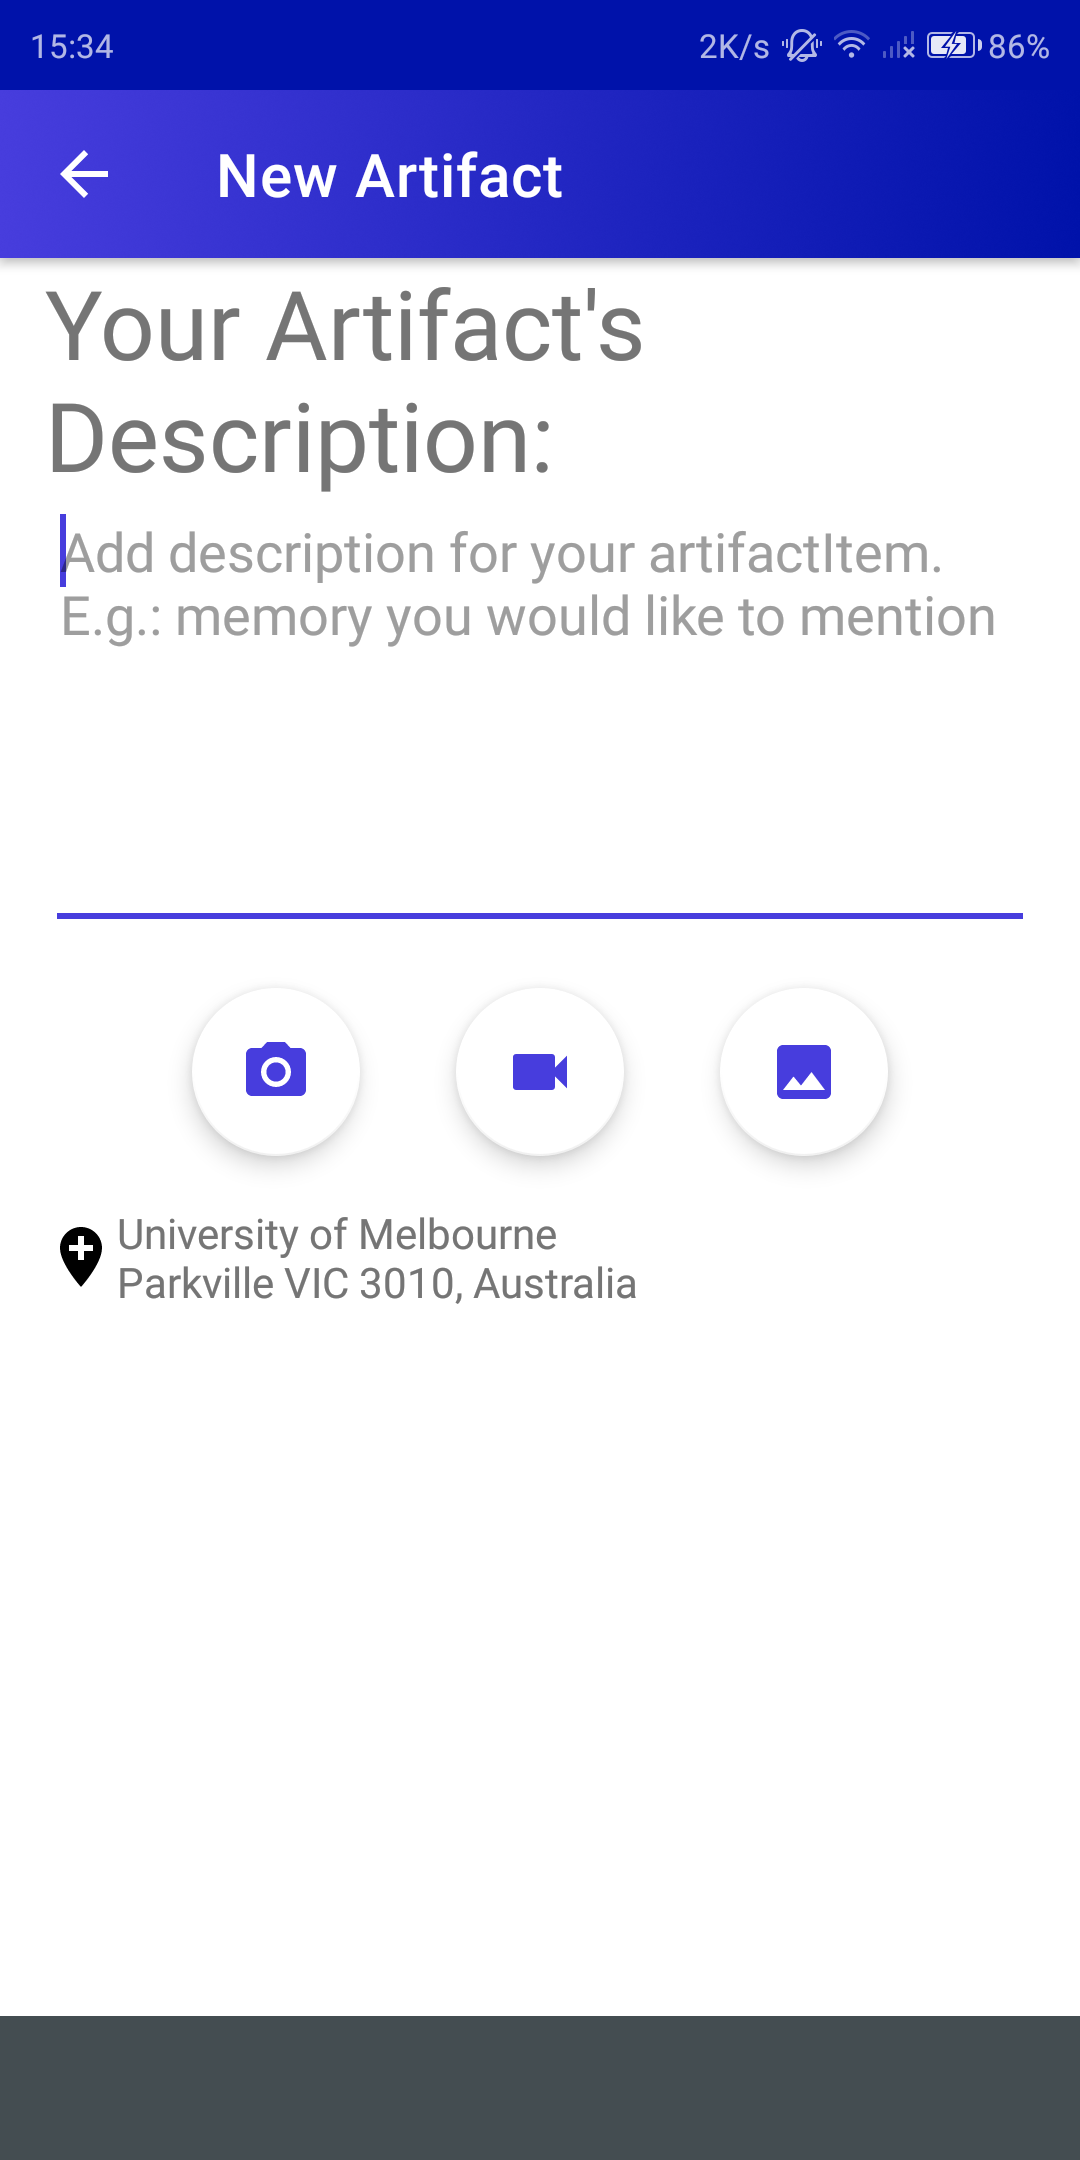 15:34
2K/s 86%
New Artifact
Your Artifact's
Description:
Add description for your artifactItem.
E.g.: memory you would like to mention
University of Melbourne
Parkville VIC 3010, Australia